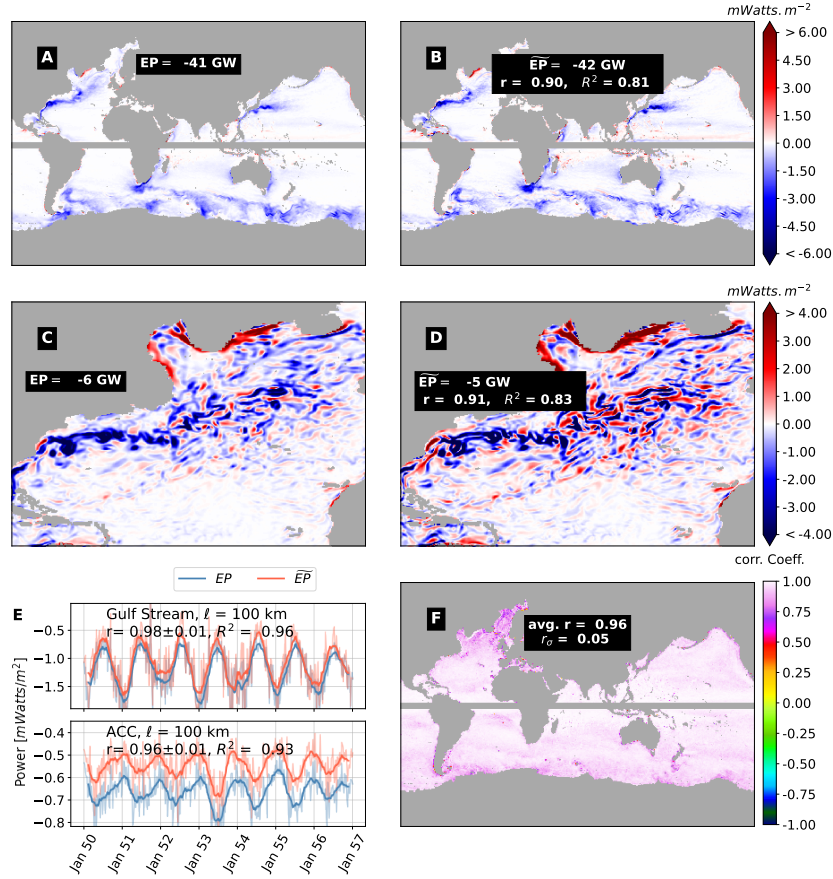 mWatts.m⁻²
mWatts.m⁻²
A
EP = -41 GW
B
E͂P = -42 GW
r = 0.90, R² = 0.81
> 6.00
4.50
3.00
1.50
0.00
-1.50
-3.00
-4.50
< -6.00
mWatts.m⁻²
C
EP = -6 GW
D
E͂P = -5 GW
r = 0.91, R² = 0.83
> 4.00
3.00
2.00
1.00
0.00
-1.00
-2.00
-3.00
< -4.00
EP
E͂P
corr. Coeff.
E
Gulf Stream, ℓ = 100 km
r= 0.98±0.01, R² = 0.96
−0.5
−1.0
−1.5
ACC, ℓ = 100 km
r= 0.96±0.01, R² = 0.93
−0.4
−0.5
−0.6
−0.7
−0.8
Power [mWatts/m²]
Jan 50
Jan 51
Jan 52
Jan 53
Jan 54
Jan 55
Jan 56
Jan 57
F
avg. r = 0.96
r_σ = 0.05
1.00
0.75
0.50
0.25
0.00
-0.25
-0.50
-0.75
-1.00